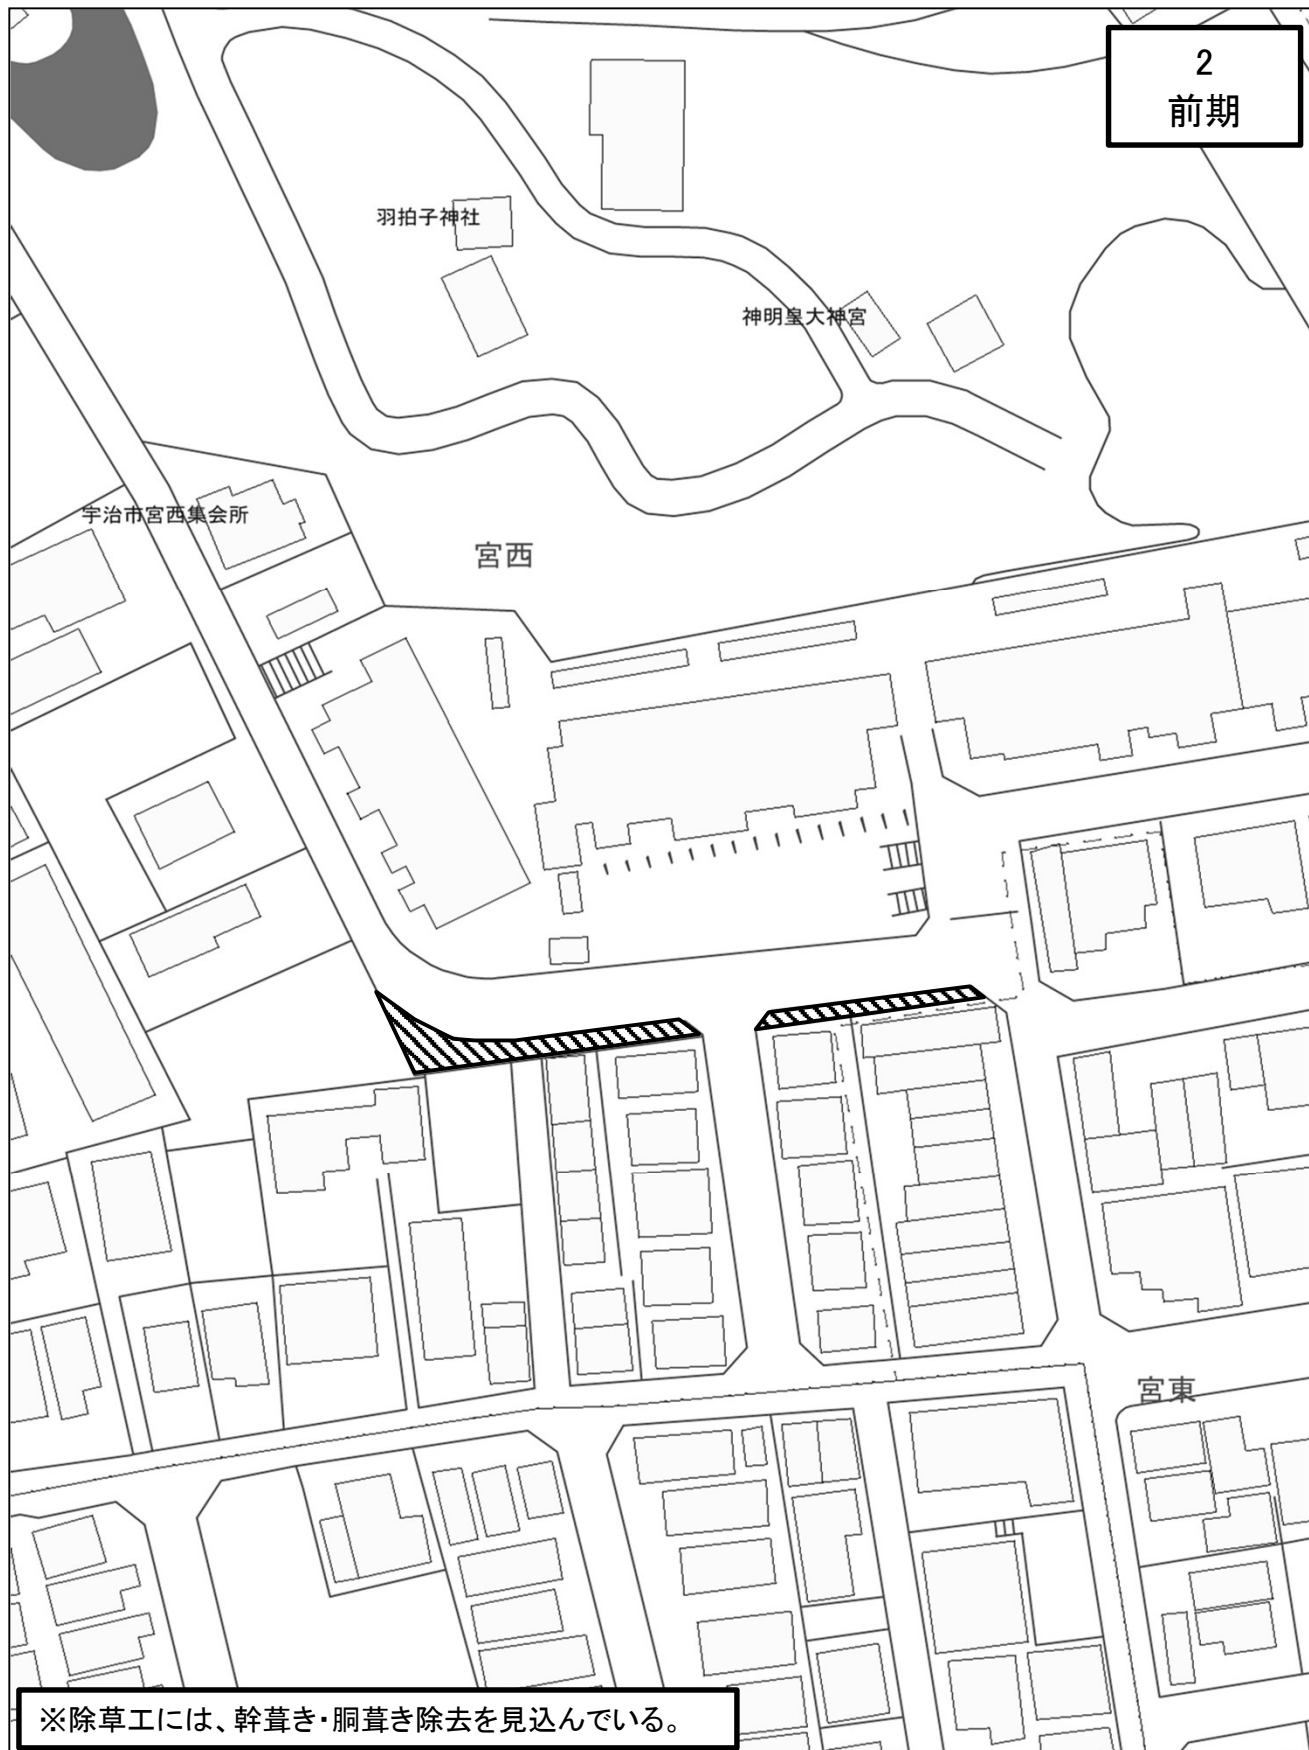 2
前期
羽拍子神社
神明皇大神宮
宇治市宮西集会所
宮西
宮東
※除草工には、幹葺き・胴葺き除去を見込んでいる。